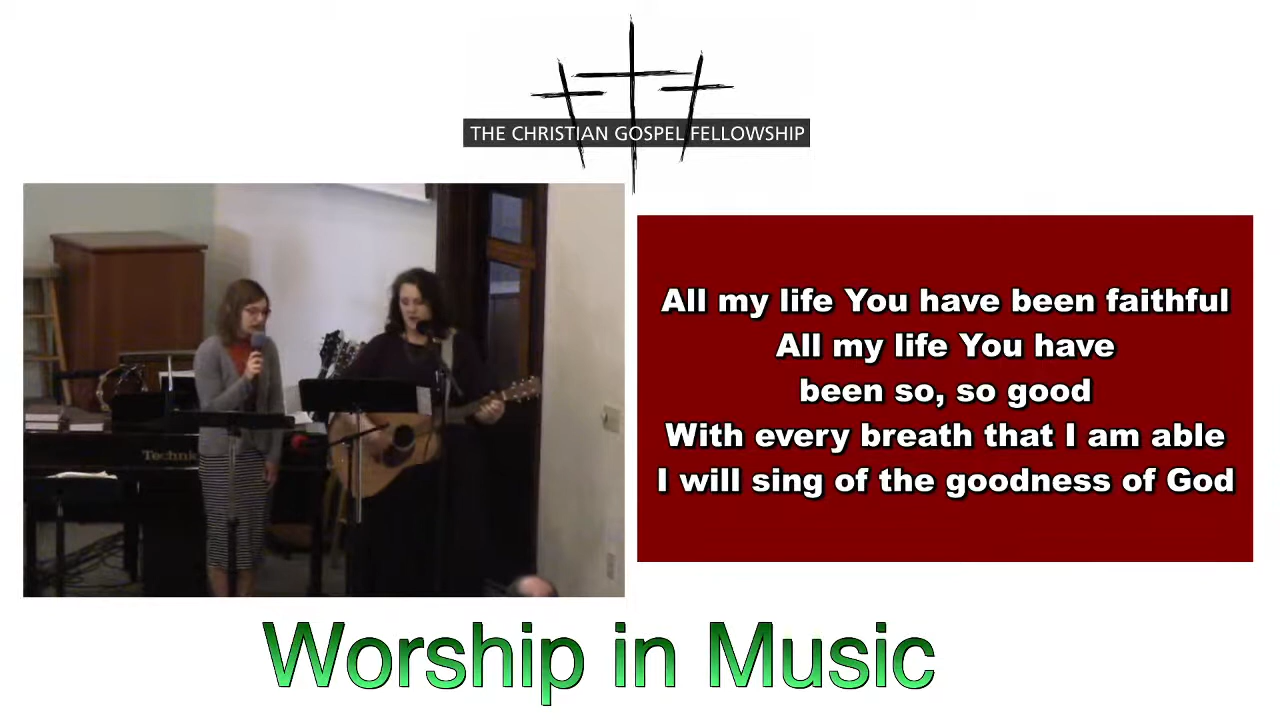 THE CHRISTIAN GOSPEL FELLOWSHIP
All my life You have been faithful
All my life You have
been so, so good
With every breath that I am able
I will sing of the goodness of God
Technics
Worship in Music